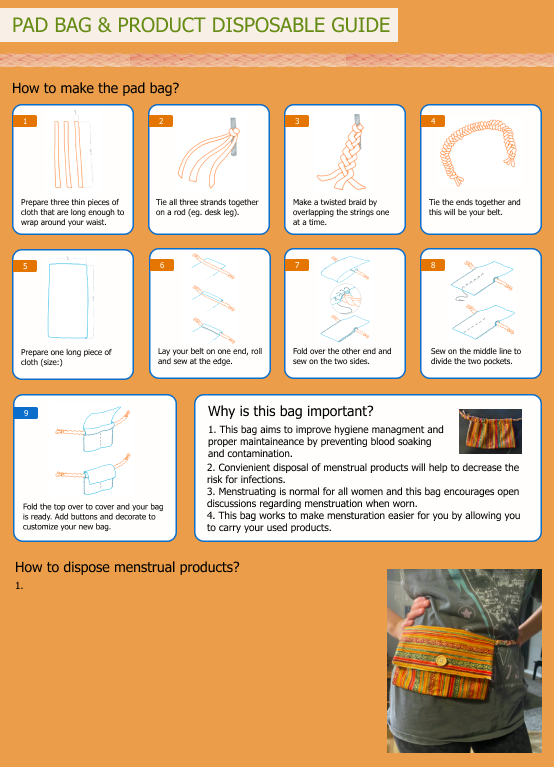 PAD BAG & PRODUCT DISPOSABLE GUIDE
How to make the pad bag?
1
Prepare three thin pieces of
cloth that are long enough to
wrap around your waist.
2
Tie all three strands together
on a rod (eg. desk leg).
3
Make a twisted braid by
overlapping the strings one
at a time.
4
Tie the ends together and
this will be your belt.
5
Prepare one long piece of
cloth (size:)
6
Lay your belt on one end, roll
and sew at the edge.
7
Fold over the other end and
sew on the two sides.
8
Sew on the middle line to
divide the two pockets.
9
Fold the top over to cover and your bag
is ready. Add buttons and decorate to
customize your new bag.
Why is this bag important?
1. This bag aims to improve hygiene managment and
proper maintaineance by preventing blood soaking
and contamination.
2. Convienient disposal of menstrual products will help to decrease the
risk for infections.
3. Menstruating is normal for all women and this bag encourages open
discussions regarding menstruation when worn.
4. This bag works to make mensturation easier for you by allowing you
to carry your used products.
How to dispose menstrual products?
1.